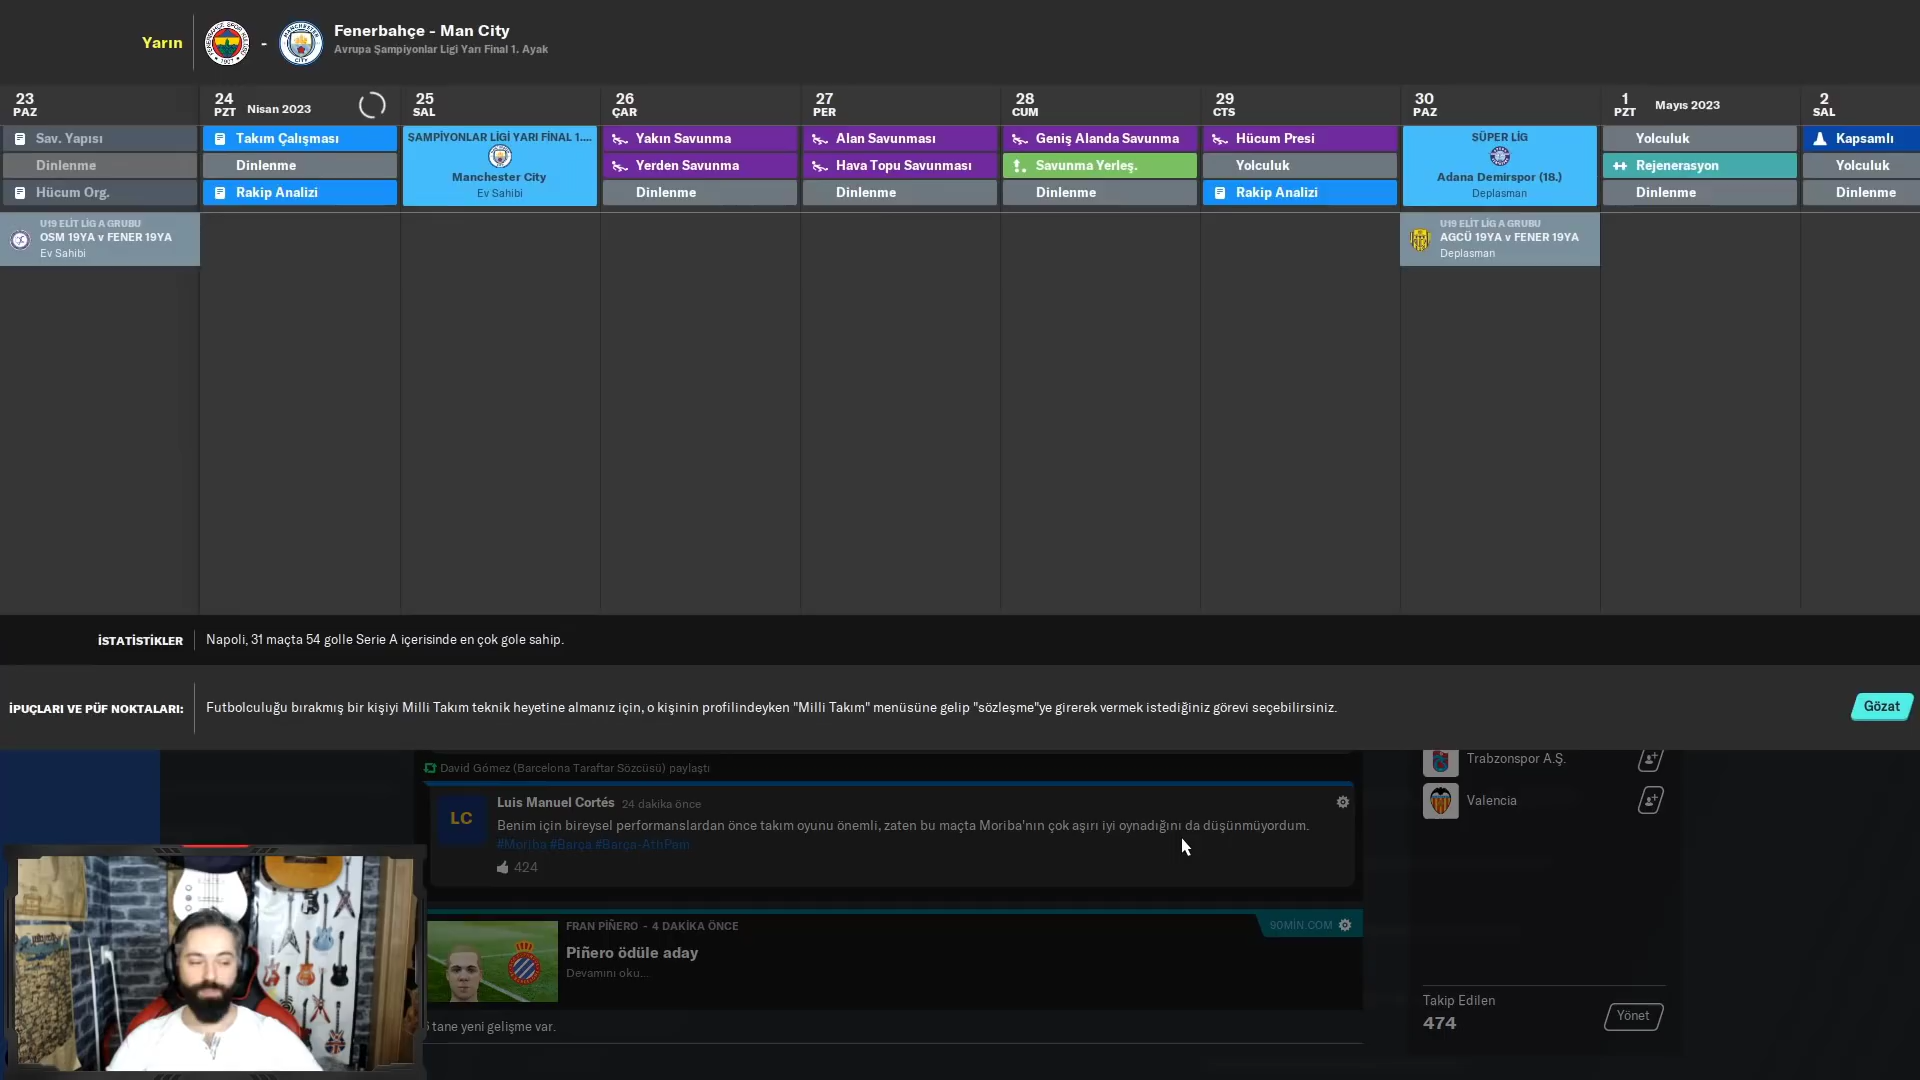 Yarın
Fenerbahçe - Man City
Avrupa Şampiyonlar Ligi Yarı Final 1. Ayak
23
PAZ
24
PZT
Nisan 2023
25
SAL
26
ÇAR
27
PER
28
CUM
29
CTS
30
PAZ
1
PZT
Mayıs 2023
2
SAL
Sav. Yapısı
Dinlenme
Hücum Org.
Takım Çalışması
Dinlenme
Rakip Analizi
ŞAMPİYONLAR LİGİ YARI FİNAL 1....
Manchester City
Ev Sahibi
Yakın Savunma
Yerden Savunma
Dinlenme
Alan Savunması
Hava Topu Savunması
Dinlenme
Geniş Alanda Savunma
Savunma Yerleş.
Dinlenme
Hücum Presi
Yolculuk
Rakip Analizi
SÜPER LİG
Adana Demirspor (18.)
Deplasman
Yolculuk
Rejenerasyon
Dinlenme
Kapsamlı
Yolculuk
Dinlenme
U19 ELİT LİG A GRUBU
OSM 19YA v FENER 19YA
Ev Sahibi
U19 ELİT LİG A GRUBU
AGCÜ 19YA v FENER 19YA
Deplasman
İSTATİSTİKLER
Napoli, 31 maçta 54 golle Serie A içerisinde en çok gole sahip.
İPUÇLARI VE PÜF NOKTALARI:
Futbolculuğu bırakmış bir kişiyi Milli Takım teknik heyetine almanız için, o kişinin profilindeyken "Milli Takım" menüsüne gelip "sözleşme"ye girerek vermek istediğiniz görevi seçebilirsiniz.
Gözat
David Gómez (Barcelona Taraftar Sözcüsü) paylaştı
LC
Luis Manuel Cortés 24 dakika önce
Benim için bireysel performanslardan önce takım oyunu önemli, zaten bu maçta Moriba'nın çok aşırı iyi oynadığını da düşünmüyordum.
#Moriba #Barça #Barça-AthPam
424
FRAN PIÑERO - 4 DAKİKA ÖNCE
90MİN.COM
Piñero ödüle aday
Devamını oku...
tane yeni gelişme var.
Trabzonspor A.Ş.
Valencia
Takip Edilen
474
Yönet